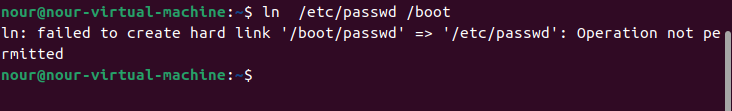 nour@nour-virtual-machine:~$ ln  /etc/passwd /boot
ln: failed to create hard link '/boot/passwd' => '/etc/passwd': Operation not pe
rmitted
nour@nour-virtual-machine:~$